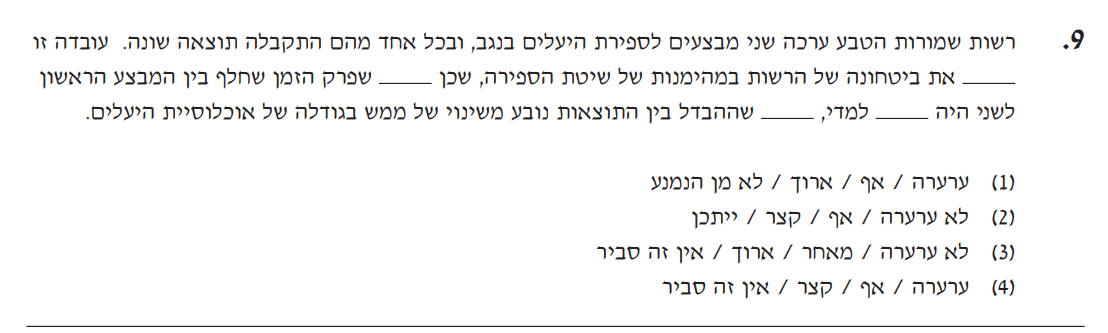 9. רשות שמורות הטבע ערכה שני מבצעים לספירת היעלים בנגב, ובכל אחד מהם התקבלה תוצאה שונה. עובדה זו
_____ את ביטחונה של הרשות במהימנות של שיטת הספירה, שכן _____ שפרק הזמן שחלף בין המבצע הראשון
לשני היה _____ למדי, _____ שההבדל בין התוצאות נובע משינוי של ממש בגודלה של אוכלוסיית היעלים.
(1) ערערה / אף / ארוך / לא מן הנמנע
(2) לא ערערה / אף / קצר / ייתכן
(3) לא ערערה / מאחר / ארוך / אין זה סביר
(4) ערערה / אף / קצר / אין זה סביר